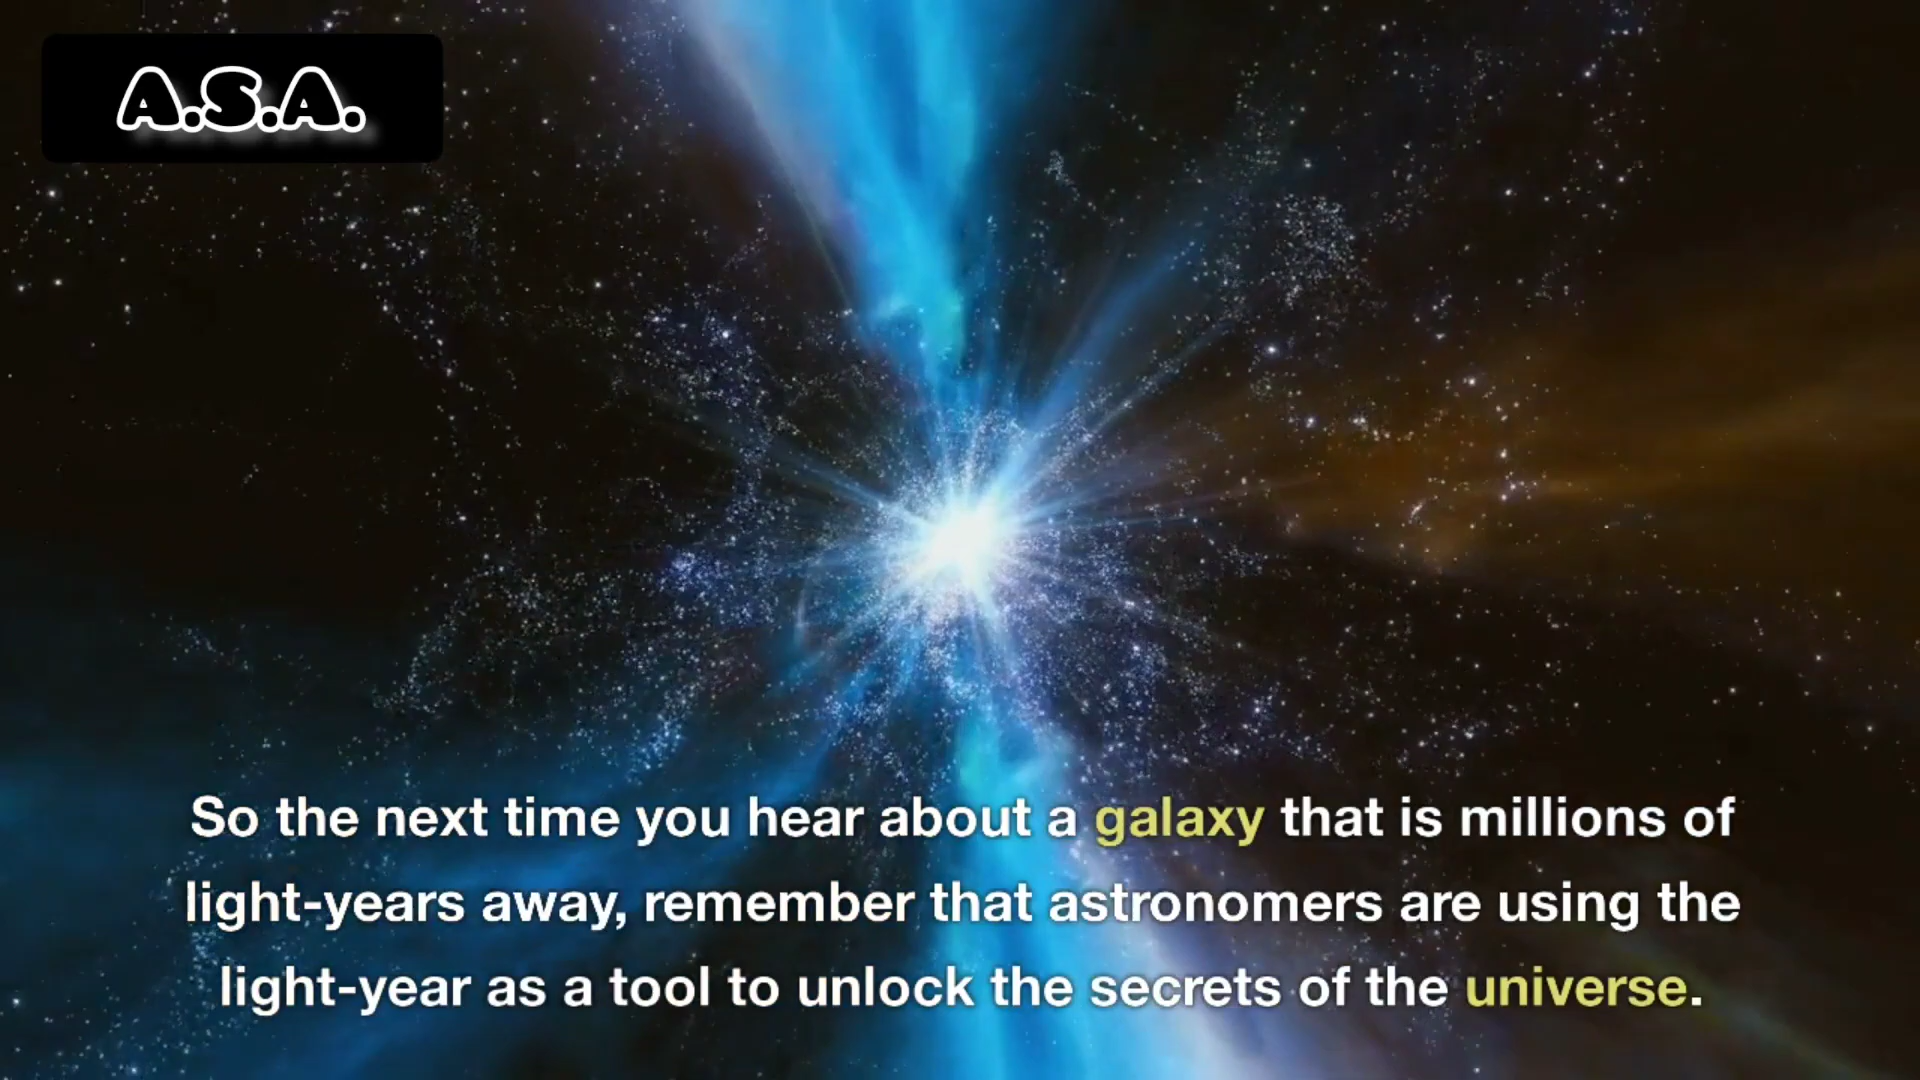 A.S.A.
So the next time you hear about a galaxy that is millions of
light-years away, remember that astronomers are using the
light-year as a tool to unlock the secrets of the universe.